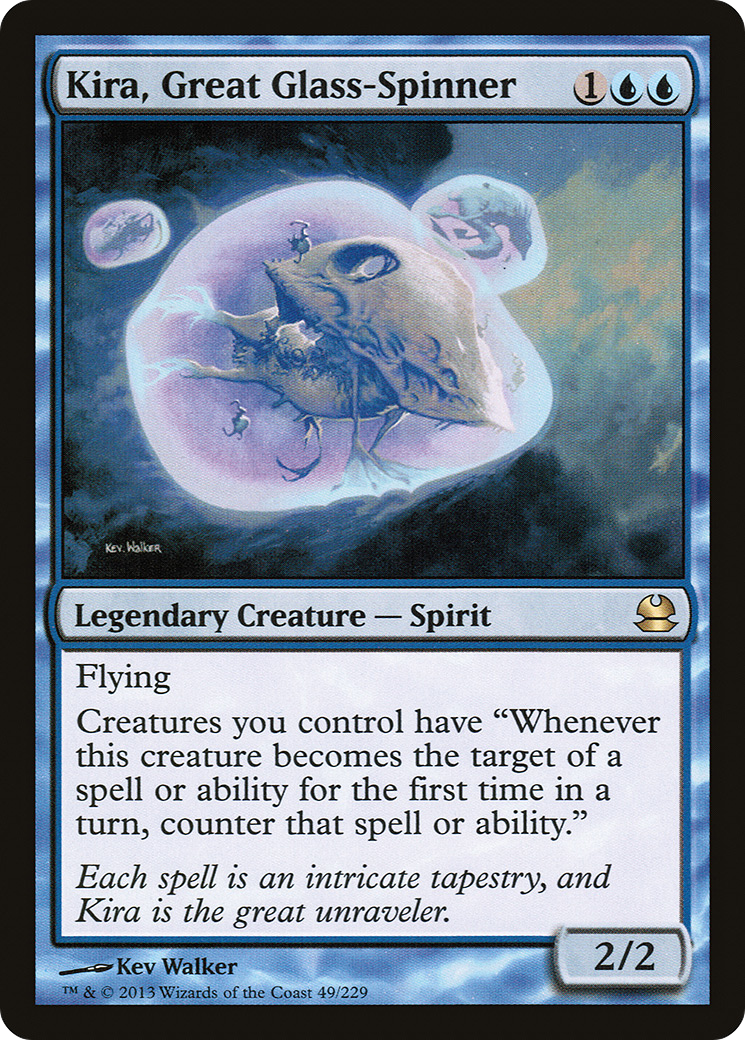 Kira, Great Glass-Spinner 1
KEV. WALKER
Legendary Creature — Spirit
Flying
Creatures you control have “Whenever
this creature becomes the target of a
spell or ability for the first time in a
turn, counter that spell or ability.”
Each spell is an intricate tapestry, and
Kira is the great unraveler.
2/2
Kev Walker
™ & © 2013 Wizards of the Coast 49/229